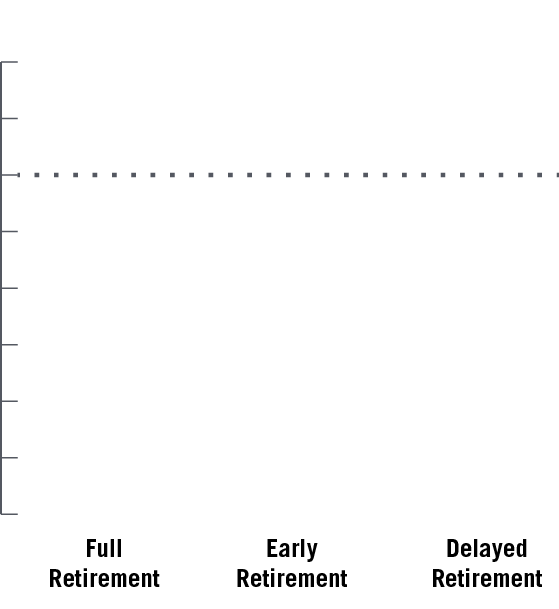 Full
Retirement
Early
Retirement
Delayed
Retirement